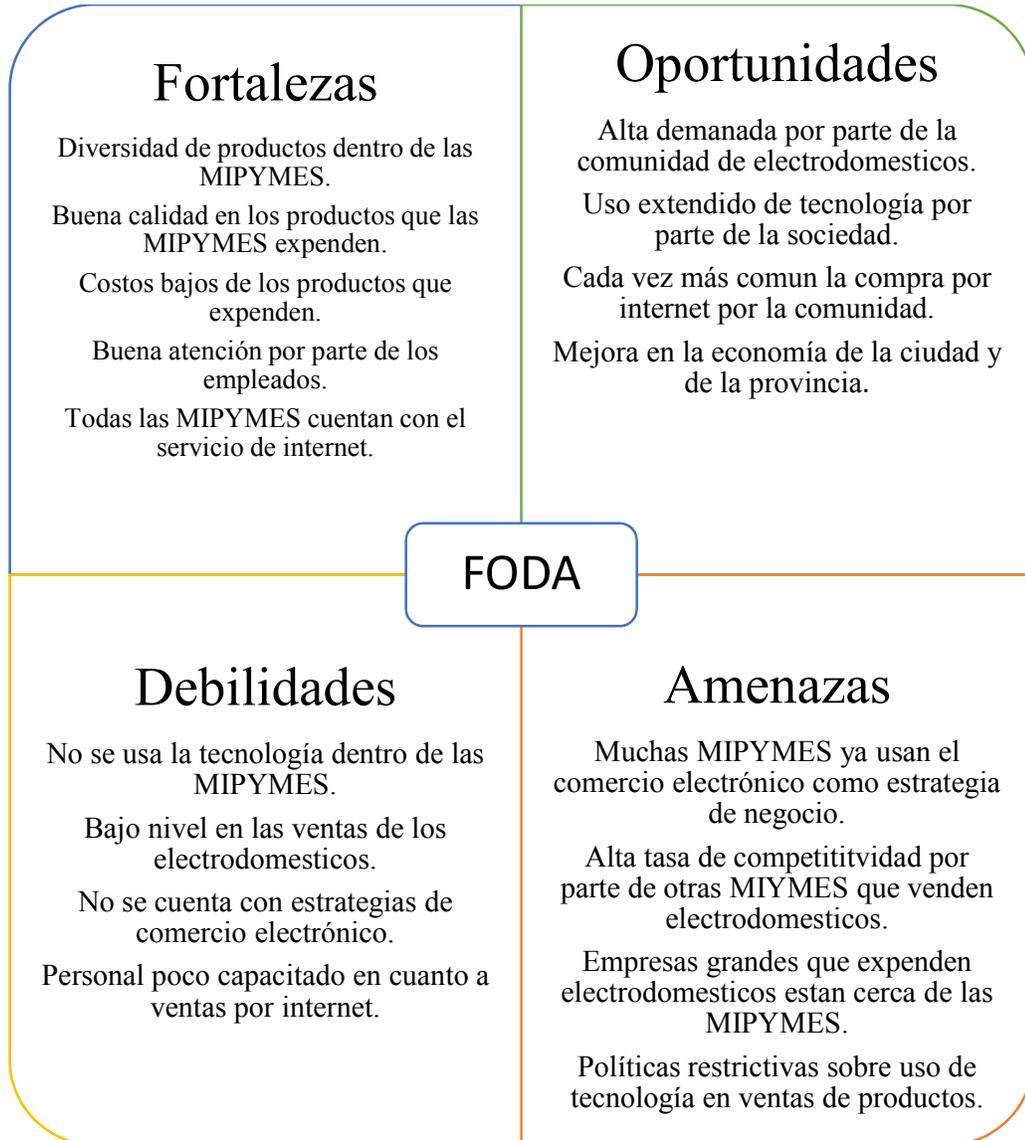 Fortalezas
Diversidad de productos dentro de las
MIPYMES.
Buena calidad en los productos que las
MIPYMES expenden.
Costos bajos de los productos que
expenden.
Buena atención por parte de los
empleados.
Todas las MIPYMES cuentan con el
servicio de internet.
Oportunidades
Alta demanada por parte de la
comunidad de electrodomesticos.
Uso extendido de tecnología por
parte de la sociedad.
Cada vez más comun la compra por
internet por la comunidad.
Mejora en la economía de la ciudad y
de la provincia.
FODA
Debilidades
No se usa la tecnología dentro de las
MIPYMES.
Bajo nivel en las ventas de los
electrodomesticos.
No se cuenta con estrategias de
comercio electrónico.
Personal poco capacitado en cuanto a
ventas por internet.
Amenazas
Muchas MIPYMES ya usan el
comercio electrónico como estrategia
de negocio.
Alta tasa de competititvidad por
parte de otras MIYMES que venden
electrodomesticos.
Empresas grandes que expenden
electrodomesticos estan cerca de las
MIPYMES.
Políticas restrictivas sobre uso de
tecnología en ventas de productos.